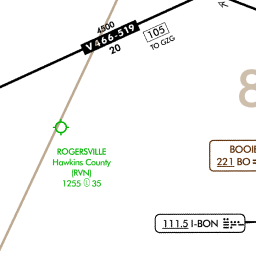 4500
V 466-519
20
105
TO GZG
8
ROGERSVILLE
Hawkins County
(RVN)
1255 35
BOOIE
221 BO
111.5 I-BON